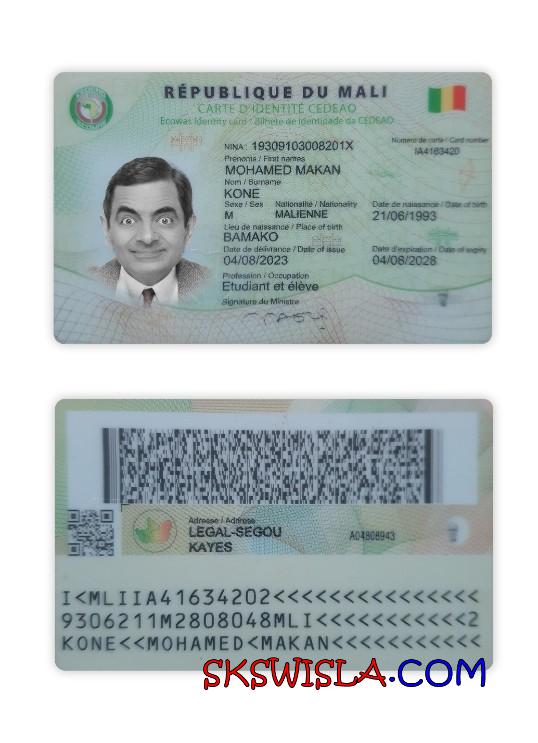 RÉPUBLIQUE DU MALI
CARTE D'IDENTITÉ CEDEAO
Ecowas Identity card : Bilhete de Identidade da CEDEAO
Numéro de carte / Card number
IA4163420
NINA : 19309103008201X
Prénoms / First names
MOHAMED MAKAN
Nom / Surname
KONE
Sexe / Sex Nationalité / Nationality Date de naissance / Date of birth
M MALIENNE 21/06/1993
Lieu de naissance / Place of birth
BAMAKO
Date de délivrance / Date of issue Date d'expiration / Date of expiry
04/08/2023 04/08/2028
Profession / Occupation
Etudiant et élève
Signature du Ministre
Adresse / Address
LEGAL-SEGOU
KAYES
A04808943
I<MLIIA41634202<<<<<<<<<<<<<<<
9306211M2808048MLI<<<<<<<<<<<2
KONE<<MOHAMED<MAKAN<<<<<<<<<<<
SKSWISLA.COM